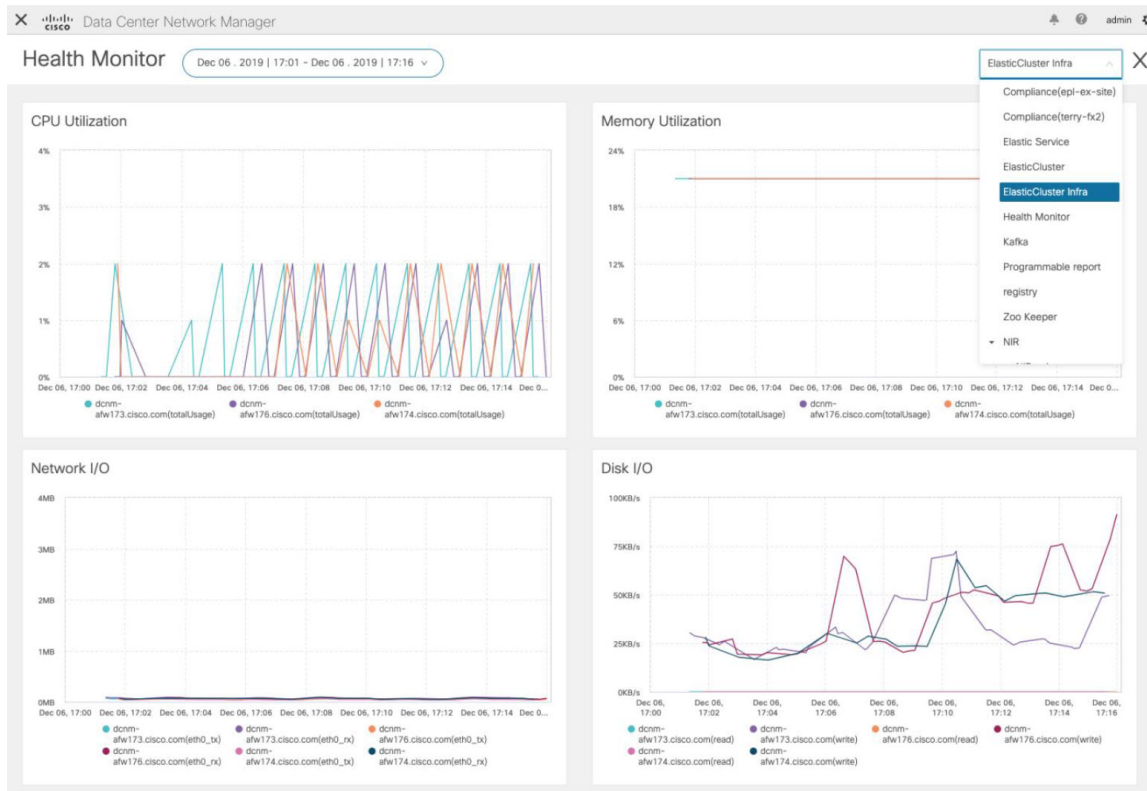 cisco Data Center Network Manager
admin
Health Monitor
Dec 06 . 2019 | 17:01 - Dec 06 . 2019 | 17:16
ElasticCluster Infra
Compliance(epl-ex-site)
Compliance(terry-fx2)
Elastic Service
ElasticCluster
ElasticCluster Infra
Health Monitor
Kafka
Programmable report
registry
Zoo Keeper
NIR
CPU Utilization
4%
3%
2%
1%
0%
Dec 06, 17:00 Dec 06, 17:02 Dec 06, 17:04 Dec 06, 17:06 Dec 06, 17:08 Dec 06, 17:10 Dec 06, 17:12 Dec 06, 17:14 Dec 0...
dcnm- dcnm- dcnm-
afw173.cisco.com(totalUsage) afw176.cisco.com(totalUsage) afw174.cisco.com(totalUsage)
Memory Utilization
24%
18%
12%
6%
0%
Dec 06, 17:00 Dec 06, 17:02 Dec 06, 17:04 Dec 06, 17:06 Dec 06, 17:08 Dec 06, 17:10 Dec 06, 17:12 Dec 06, 17:14 Dec 0...
dcnm- dcnm- dcnm-
afw173.cisco.com(totalUsage) afw176.cisco.com(totalUsage) afw174.cisco.com(totalUsage)
Network I/O
4MB
3MB
2MB
1MB
0MB
Dec 06, 17:00 Dec 06, 17:02 Dec 06, 17:04 Dec 06, 17:06 Dec 06, 17:08 Dec 06, 17:10 Dec 06, 17:12 Dec 06, 17:14 Dec 0...
dcnm- dcnm- dcnm-
afw173.cisco.com(eth0_tx) afw173.cisco.com(eth0_rx) afw176.cisco.com(eth0_tx)
dcnm- dcnm- dcnm-
afw176.cisco.com(eth0_rx) afw174.cisco.com(eth0_tx) afw174.cisco.com(eth0_rx)
Disk I/O
100KB/s
75KB/s
50KB/s
25KB/s
0KB/s
Dec 06, Dec 06, Dec 06, Dec 06, Dec 06, Dec 06, Dec 06, Dec 06, Dec 06,
17:00 17:02 17:04 17:06 17:08 17:10 17:12 17:14 17:16
dcnm- dcnm- dcnm- dcnm-
afw173.cisco.com(read) afw173.cisco.com(write) afw176.cisco.com(read) afw176.cisco.com(write)
dcnm- dcnm-
afw174.cisco.com(read) afw174.cisco.com(write)